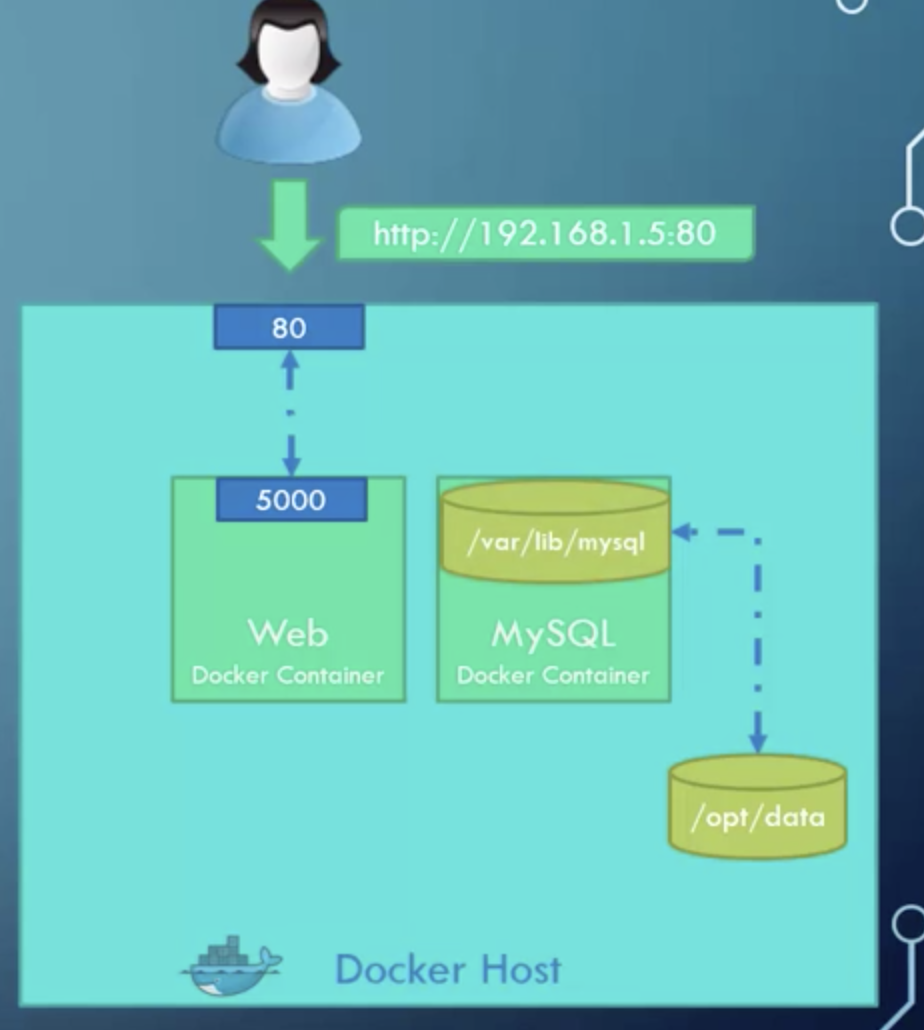 http://192.168.1.5:80
80
5000
/var/lib/mysql
Web
Docker Container
MySQL
Docker Container
/opt/data
Docker Host